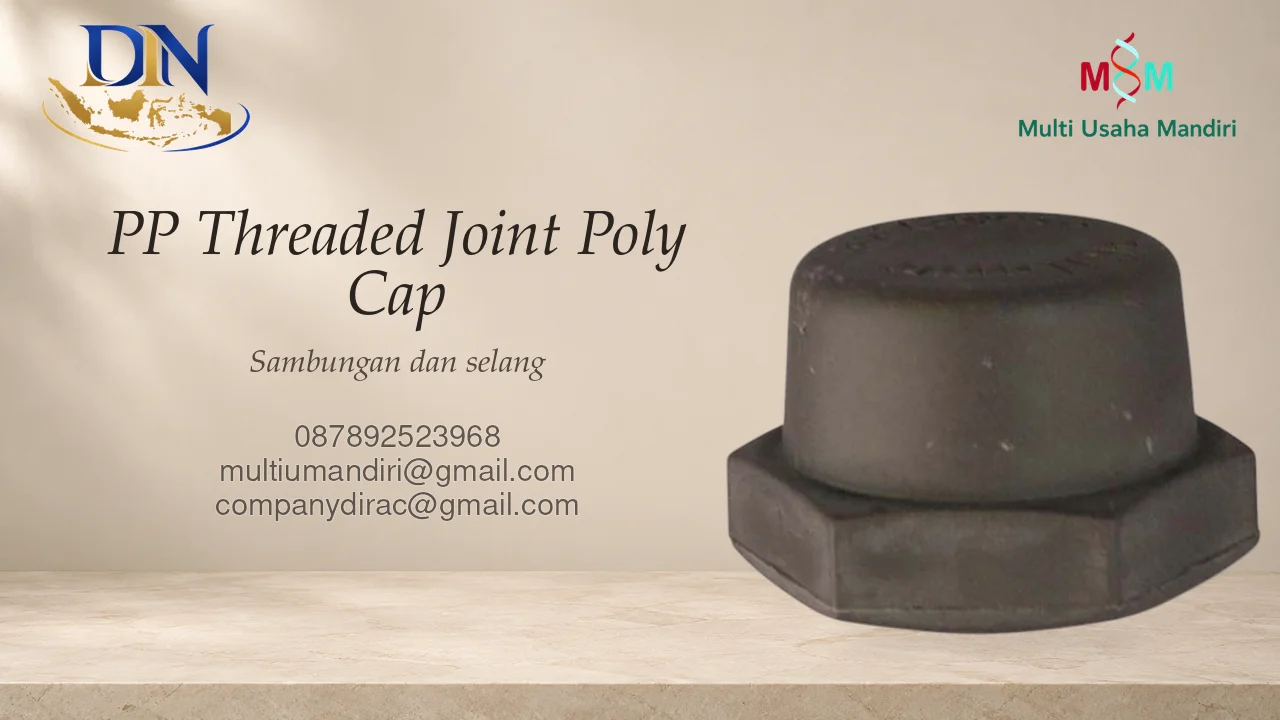 DN
M M
Multi Usaha Mandiri
PP Threaded Joint Poly
Cap
Sambungan dan selang
087892523968
multiumandiri@gmail.com
companydirac@gmail.com